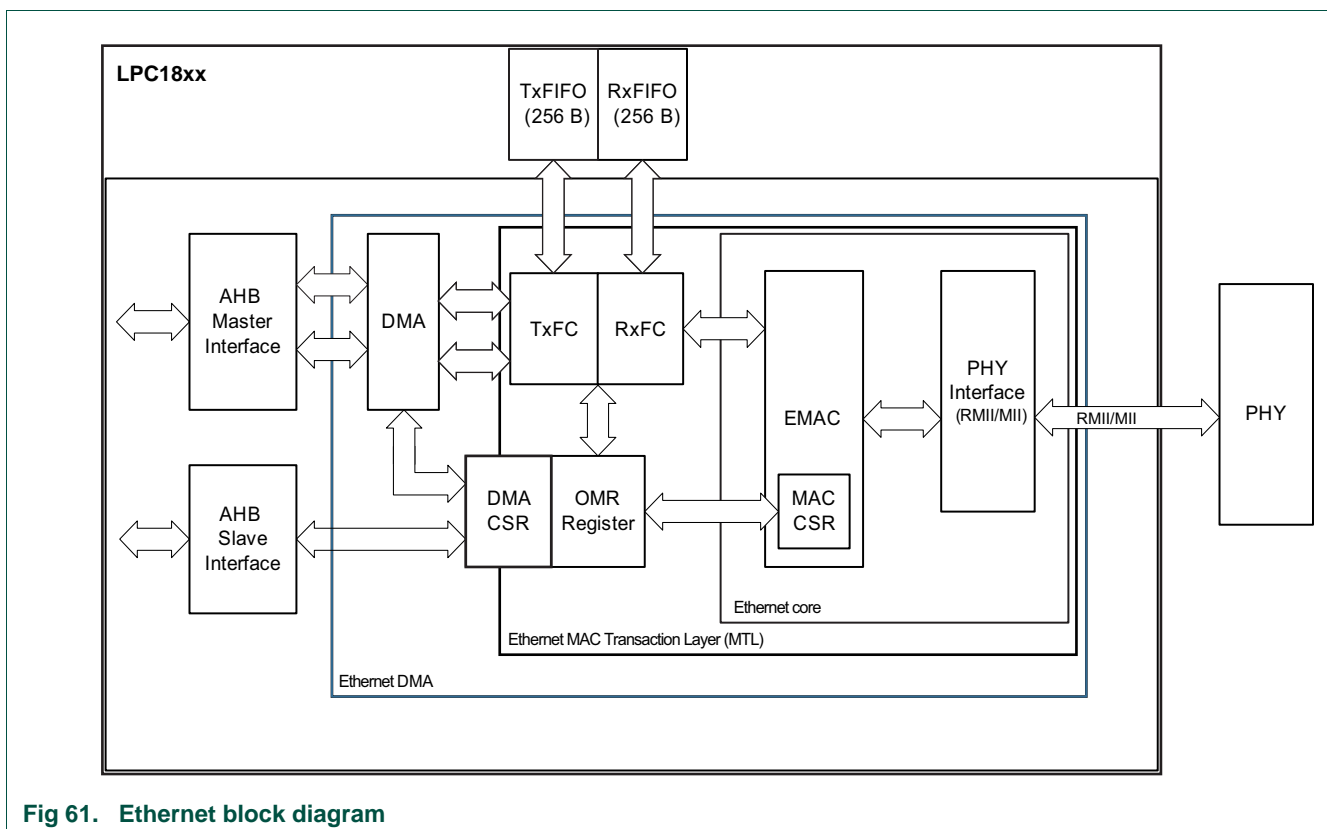 LPC18xx
TxFIFO
(256 B)
RxFIFO
(256 B)
AHB
Master
Interface
DMA
TxFC
RxFC
EMAC
PHY
Interface
(RMII/MII)
RMII/MII
PHY
AHB
Slave
Interface
DMA
CSR
OMR
Register
MAC
CSR
Ethernet core
Ethernet MAC Transaction Layer (MTL)
Ethernet DMA
Fig 61. Ethernet block diagram